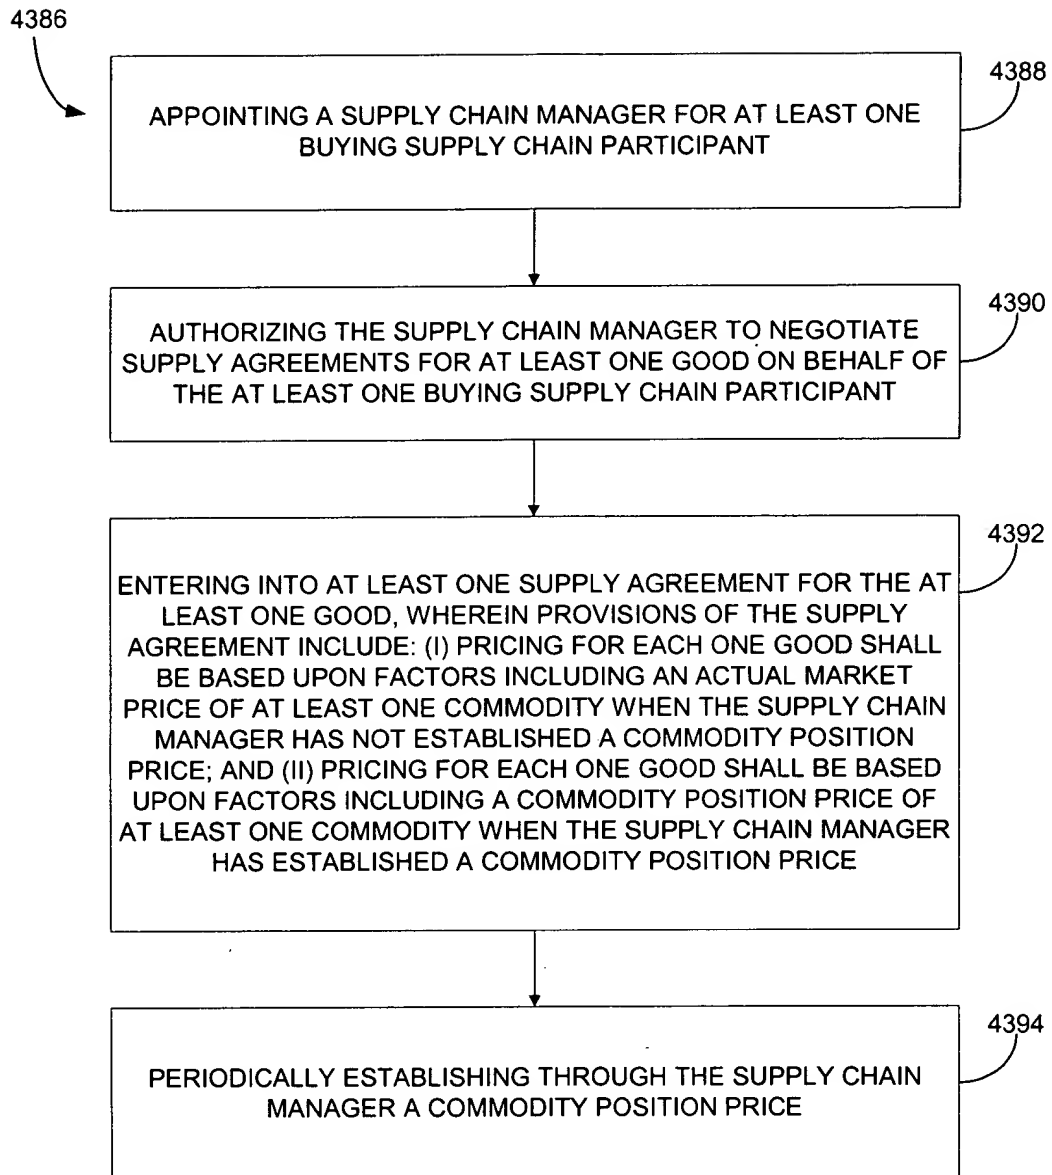 4386
4388
APPOINTING A SUPPLY CHAIN MANAGER FOR AT LEAST ONE
BUYING SUPPLY CHAIN PARTICIPANT
4390
AUTHORIZING THE SUPPLY CHAIN MANAGER TO NEGOTIATE
SUPPLY AGREEMENTS FOR AT LEAST ONE GOOD ON BEHALF OF
THE AT LEAST ONE BUYING SUPPLY CHAIN PARTICIPANT
4392
ENTERING INTO AT LEAST ONE SUPPLY AGREEMENT FOR THE AT
LEAST ONE GOOD, WHEREIN PROVISIONS OF THE SUPPLY
AGREEMENT INCLUDE: (I) PRICING FOR EACH ONE GOOD SHALL
BE BASED UPON FACTORS INCLUDING AN ACTUAL MARKET
PRICE OF AT LEAST ONE COMMODITY WHEN THE SUPPLY CHAIN
MANAGER HAS NOT ESTABLISHED A COMMODITY POSITION
PRICE; AND (II) PRICING FOR EACH ONE GOOD SHALL BE BASED
UPON FACTORS INCLUDING A COMMODITY POSITION PRICE OF
AT LEAST ONE COMMODITY WHEN THE SUPPLY CHAIN MANAGER
HAS ESTABLISHED A COMMODITY POSITION PRICE
4394
PERIODICALLY ESTABLISHING THROUGH THE SUPPLY CHAIN
MANAGER A COMMODITY POSITION PRICE